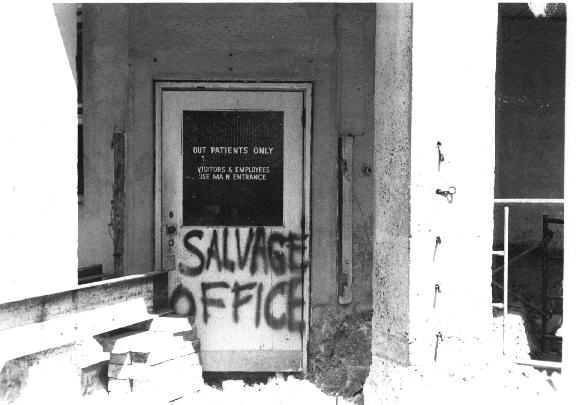 OUT PATIENTS ONLY
VISITORS & EMPLOYEES
USE MAIN ENTRANCE
SALVAGE
OFFICE